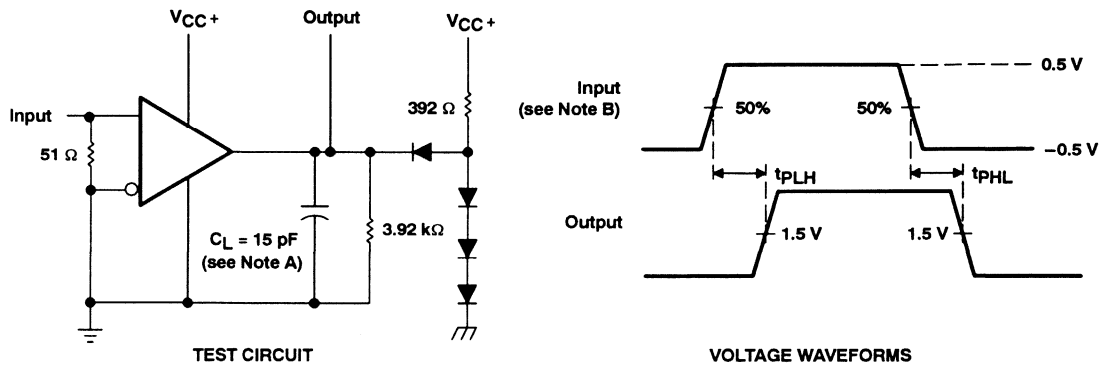 VCC+
Output
VCC+
Input
51 Ω
392 Ω
3.92 kΩ
CL = 15 pF
(see Note A)
TEST CIRCUIT
Input
(see Note B)
50%
50%
0.5 V
−0.5 V
tPLH
tPHL
Output
1.5 V
1.5 V
VOLTAGE WAVEFORMS